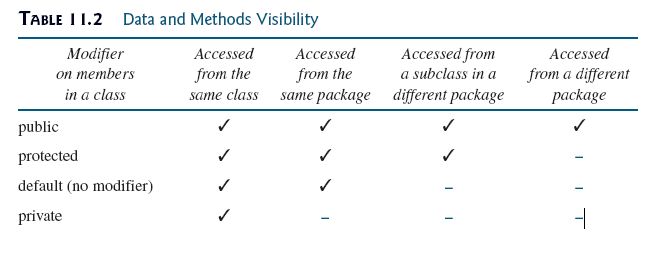 TABLE 11.2 Data and Methods Visibility
Modifier Accessed Accessed Accessed from Accessed
on members from the from the a subclass in a from a different
in a class same class same package different package package
public ✓ ✓ ✓ ✓
protected ✓ ✓ ✓ –
default (no modifier) ✓ ✓ – –
private ✓ – – –